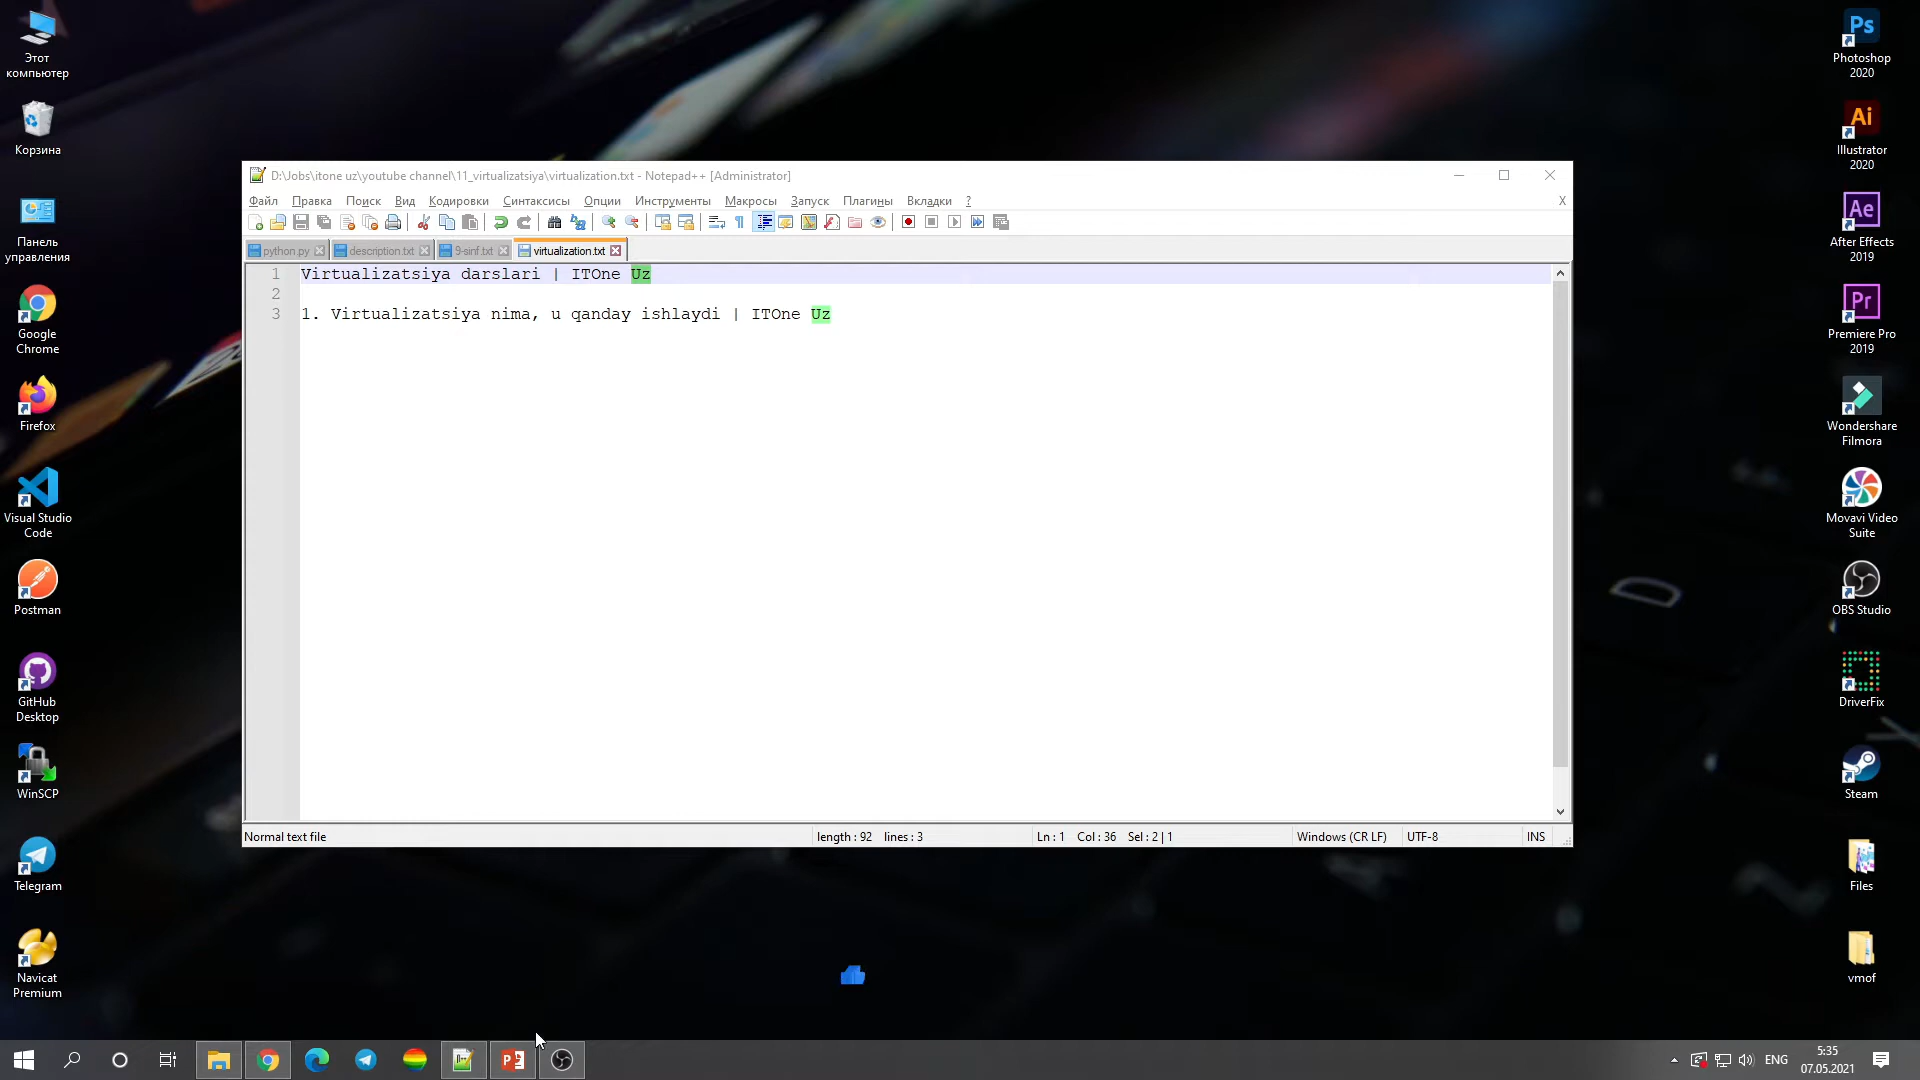 Этот
компьютер
Корзина
Панель
управления
Google
Chrome
Firefox
Visual Studio
Code
Postman
GitHub
Desktop
WinSCP
Telegram
Navicat
Premium
D:\Jobs\itone uz\youtube channel\11_virtualizatsiya\virtualization.txt - Notepad++ [Administrator]
Файл Правка Поиск Вид Кодировки Синтаксисы Опции Инструменты Макросы Запуск Плагины Вкладки ? X
python.py description.txt 9-sinf.txt virtualization.txt
1 Virtualizatsiya darslari | ITOne Uz
2
3 1. Virtualizatsiya nima, u qanday ishlaydi | ITOne Uz
Normal text file length : 92 lines : 3 Ln : 1 Col : 36 Sel : 2 | 1 Windows (CR LF) UTF-8 INS
Ps
Photoshop
2020
Ai
Illustrator
2020
Ae
After Effects
2020
Pr
Premiere Pro
2019
Wondershare
Filmora
Movavi Video
Suite
OBS Studio
DriverFix
Steam
Files
vmof
ENG
5:35
07.05.2021